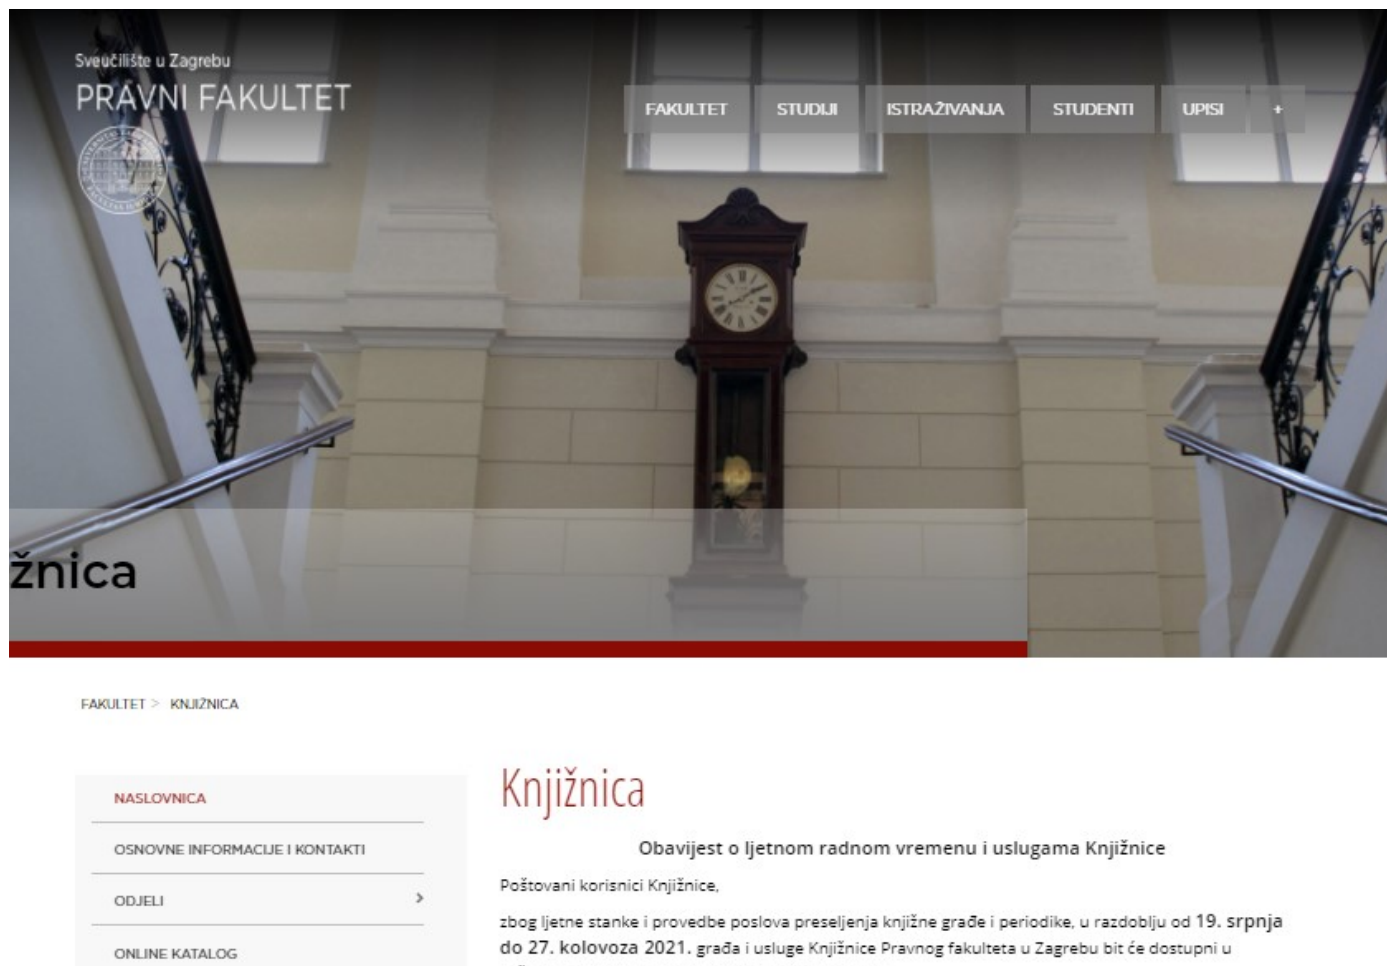 Sveučilište u Zagrebu
PRAVNI FAKULTET
FAKULTET STUDIJI ISTRAŽIVANJA STUDENTI UPISI +
žnica
FAKULTET > KNJIŽNICA
NASLOVNICA
OSNOVNE INFORMACIJE I KONTAKTI
ODJELI >
ONLINE KATALOG
Knjižnica
Obavijest o ljetnom radnom vremenu i uslugama Knjižnice
Poštovani korisnici Knjižnice,
zbog ljetne stanke i provedbe poslova preseljenja knjižne građe i periodike, u razdoblju od 19. srpnja
do 27. kolovoza 2021. građa i usluge Knjižnice Pravnog fakulteta u Zagrebu bit će dostupni u